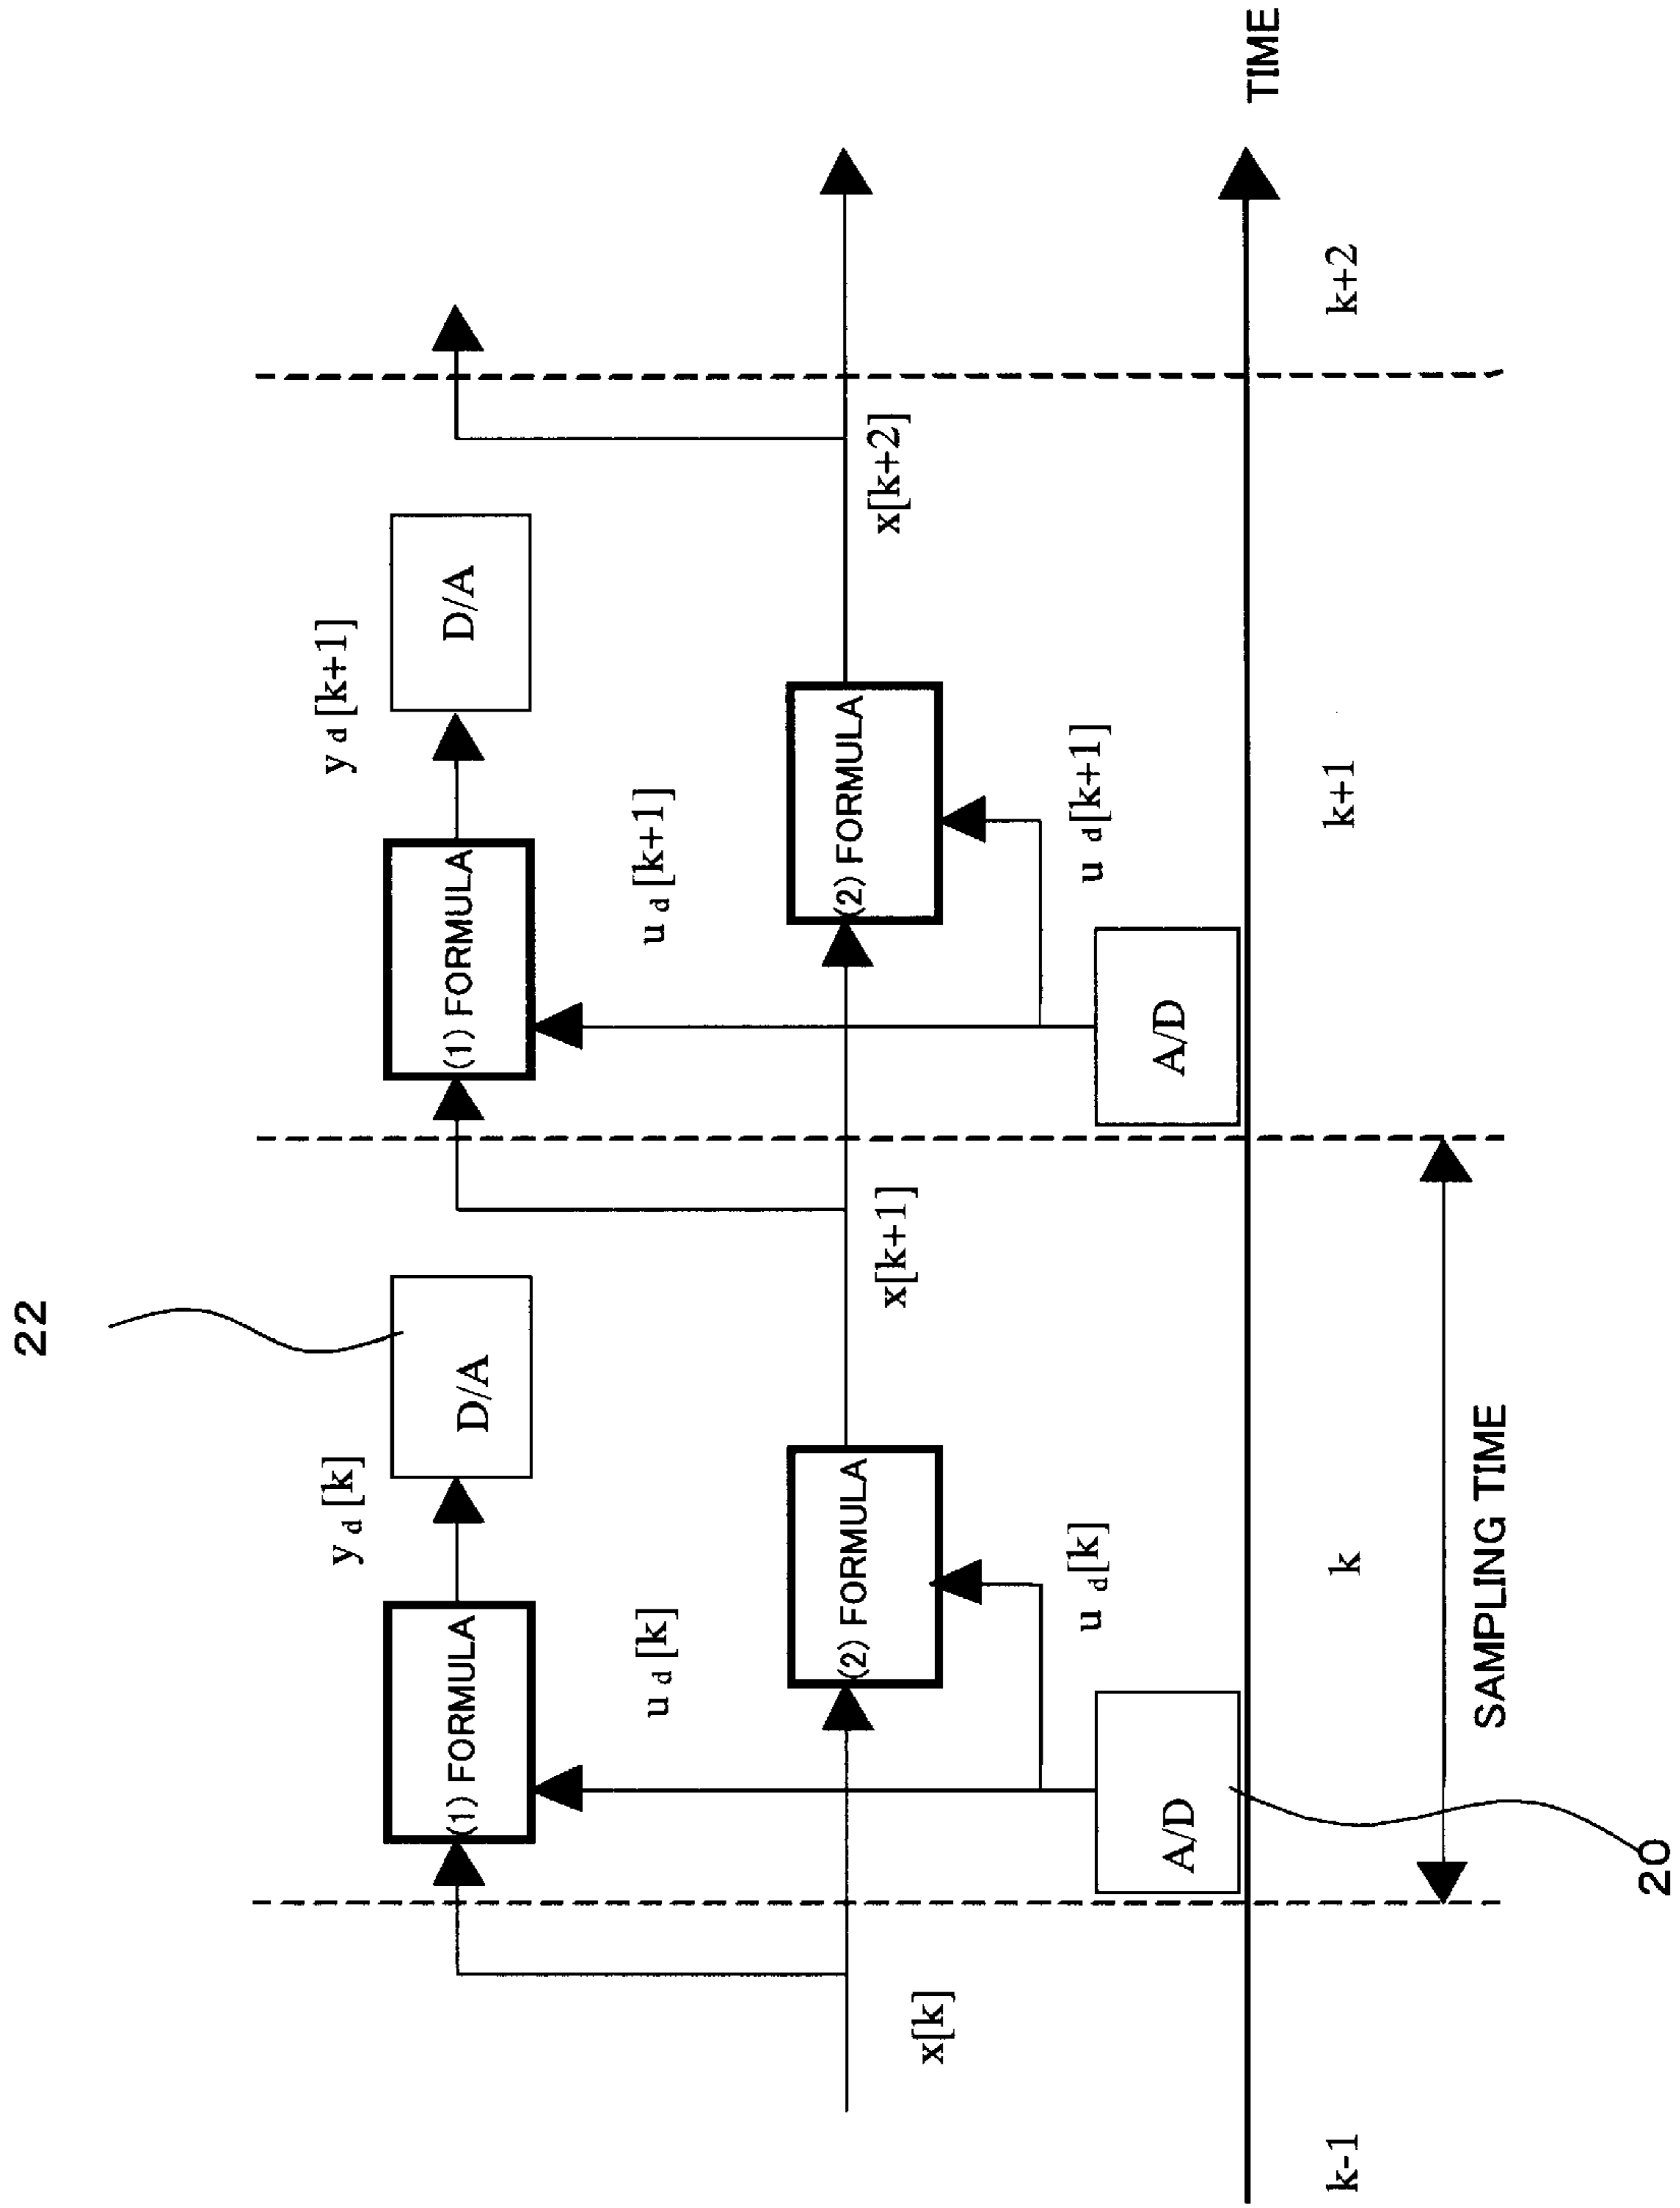 22
y d [k]
D/A
y d [k+1]
D/A
(1) FORMULA
(1) FORMULA
u d [k]
u d [k+1]
(2) FORMULA
(2) FORMULA
x[k]
x[k+1]
x[k+2]
u d [k]
u d [k+1]
A/D
A/D
TIME
k-1
k
k+1
k+2
SAMPLING TIME
20